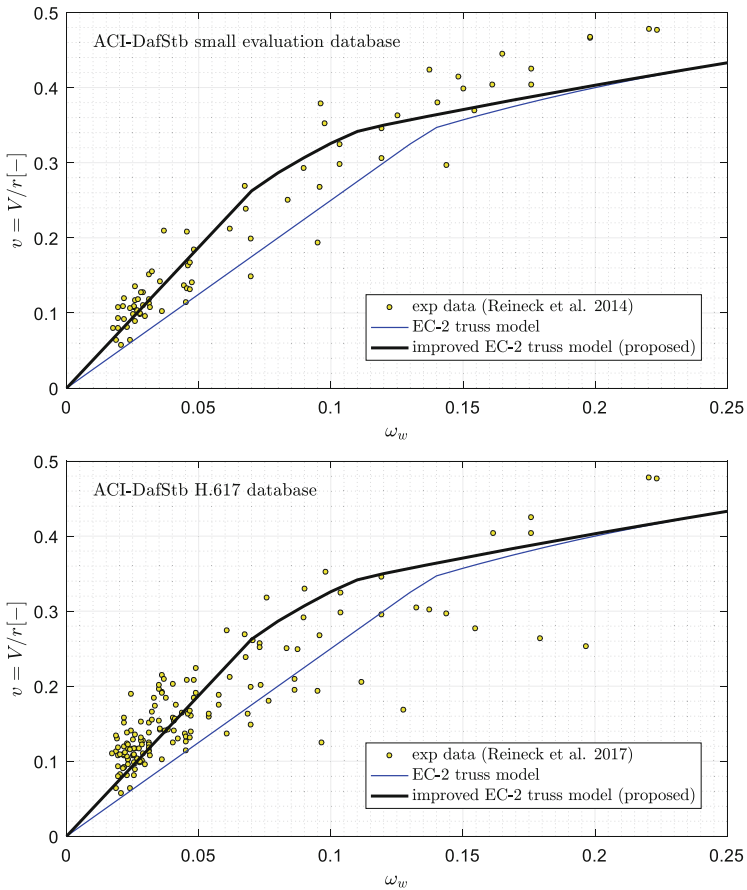 0.5
ACI-DafStb small evaluation database
0.4
0.3
v = V/r[−]
0.2
exp data (Reineck et al. 2014)
0.1
EC-2 truss model
improved EC-2 truss model (proposed)
0
0 0.05 0.1 0.15 0.2 0.25
ω_w
0.5
ACI-DafStb H.617 database
0.4
0.3
v = V/r[−]
0.2
exp data (Reineck et al. 2017)
0.1
EC-2 truss model
improved EC-2 truss model (proposed)
0
0 0.05 0.1 0.15 0.2 0.25
ω_w